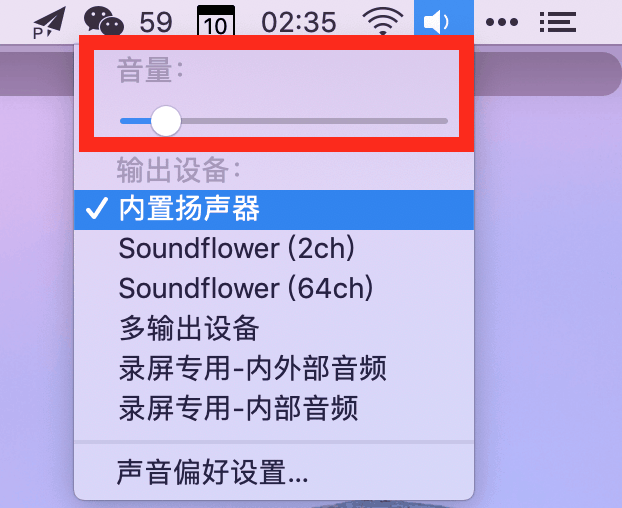 P 59 10 02:35
音量：
输出设备：
✓ 内置扬声器
Soundflower (2ch)
Soundflower (64ch)
多输出设备
录屏专用-内外部音频
录屏专用-内部音频
声音偏好设置...